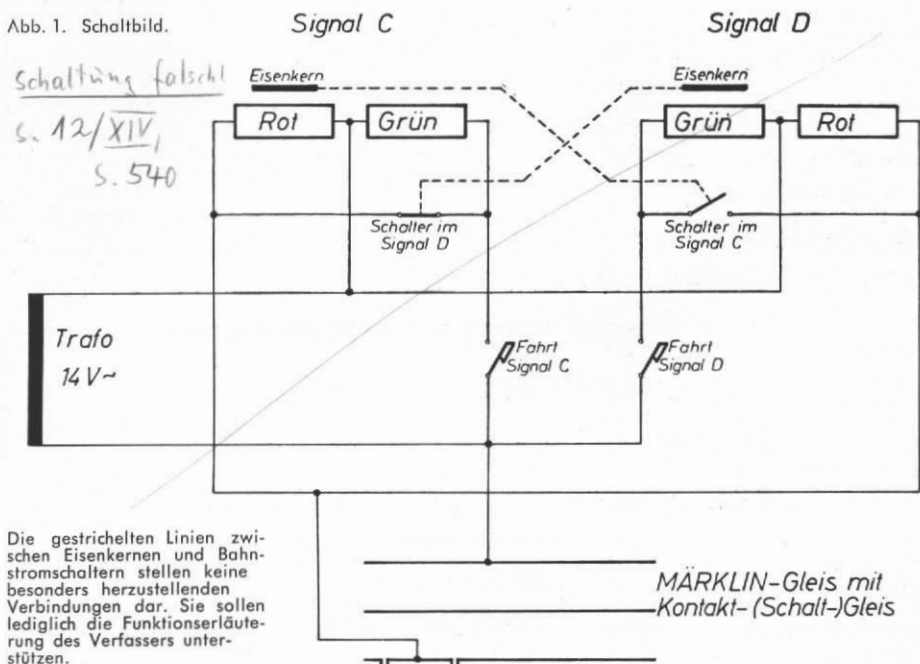 Abb. 1. Schaltbild.
Signal C
Signal D
Schaltung falsch!
s. 12/XIV,
S. 540
Eisenkern
Eisenkern
Rot
Grün
Grün
Rot
Schalter im
Signal D
Schalter im
Signal C
Trafo
14 V~
Fahrt
Signal C
Fahrt
Signal D
Die gestrichelten Linien zwi-
schen Eisenkernen und Bahn-
stromschaltern stellen keine
besonders herzustellenden
Verbindungen dar. Sie sollen
lediglich die Funktionserläute-
rung des Verfassers unter-
stützen.
MÄRKLIN-Gleis mit
Kontakt-(Schalt-)Gleis